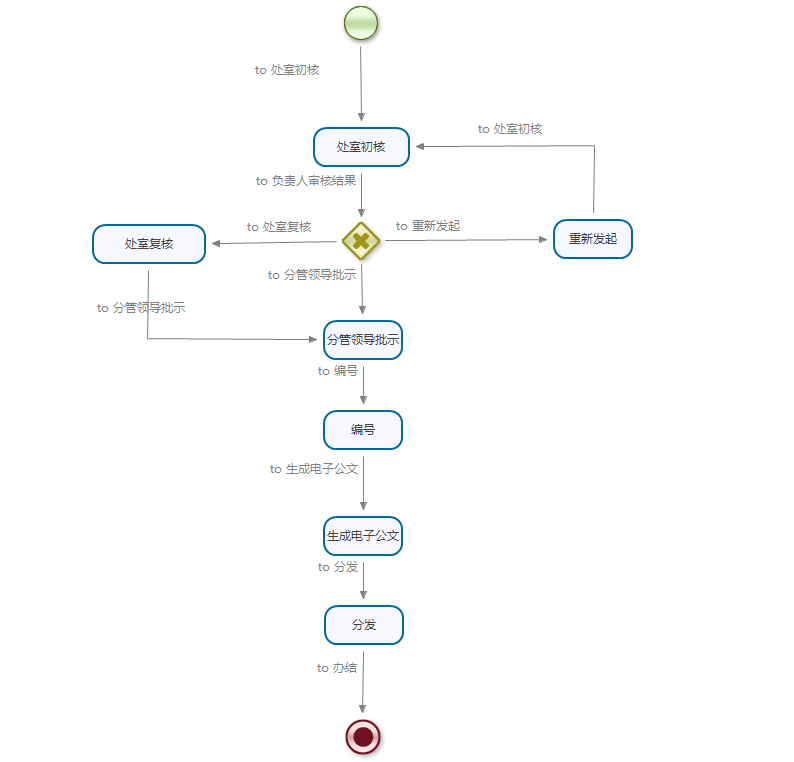 to 处室初核
to 处室初核
处室初核
to 负责人审核结果
to 处室复核
to 重新发起
处室复核
重新发起
to 分管领导批示
to 分管领导批示
分管领导批示
to 编号
编号
to 生成电子公文
生成电子公文
to 分发
分发
to 办结